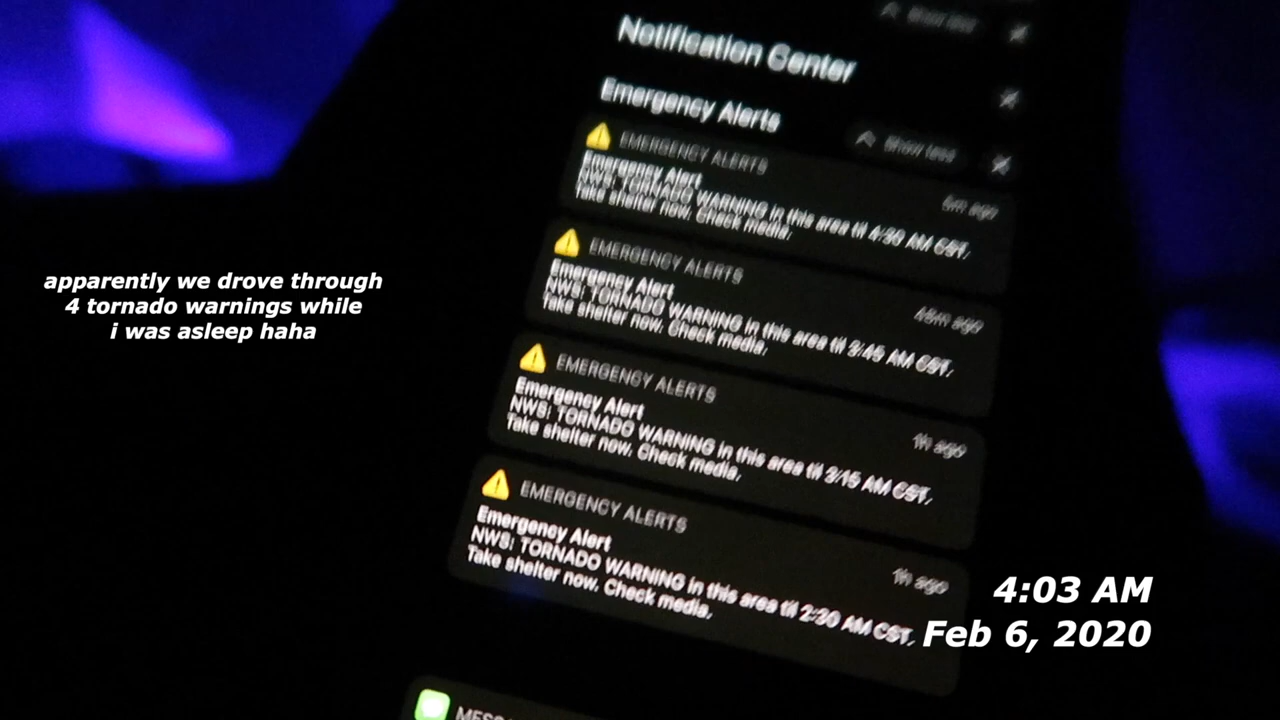 Show less
Notification Center
Emergency Alerts
Show less
EMERGENCY ALERTS
Emergency Alert
6m ago
NWS: TORNADO WARNING in this area til 4:30 AM CST.
Take shelter now. Check media.
EMERGENCY ALERTS
Emergency Alert
48m ago
NWS: TORNADO WARNING in this area til 3:45 AM CST.
Take shelter now. Check media.
EMERGENCY ALERTS
Emergency Alert
1h ago
NWS: TORNADO WARNING in this area til 3:15 AM CST.
Take shelter now. Check media.
EMERGENCY ALERTS
Emergency Alert
1h ago
NWS: TORNADO WARNING in this area til 2:30 AM CST.
Take shelter now. Check media.
apparently we drove through
4 tornado warnings while
i was asleep haha
4:03 AM
Feb 6, 2020